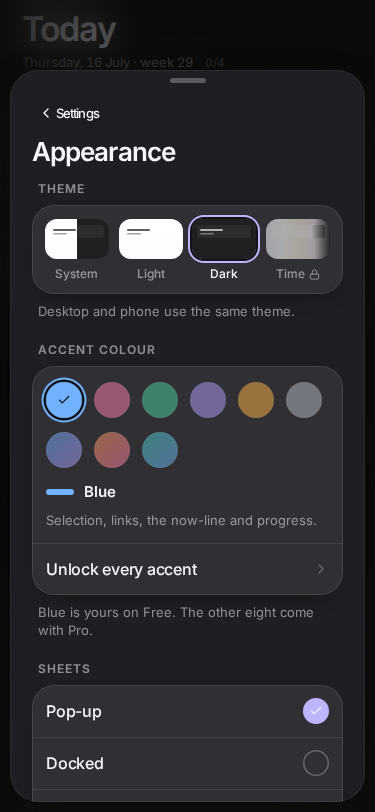 Today
Thursday, 16 July · week 29 0/4
Settings
Appearance
THEME
System Light Dark Time
Desktop and phone use the same theme.
ACCENT COLOUR
Blue
Selection, links, the now-line and progress.
Unlock every accent
Blue is yours on Free. The other eight come
with Pro.
SHEETS
Pop-up
Docked